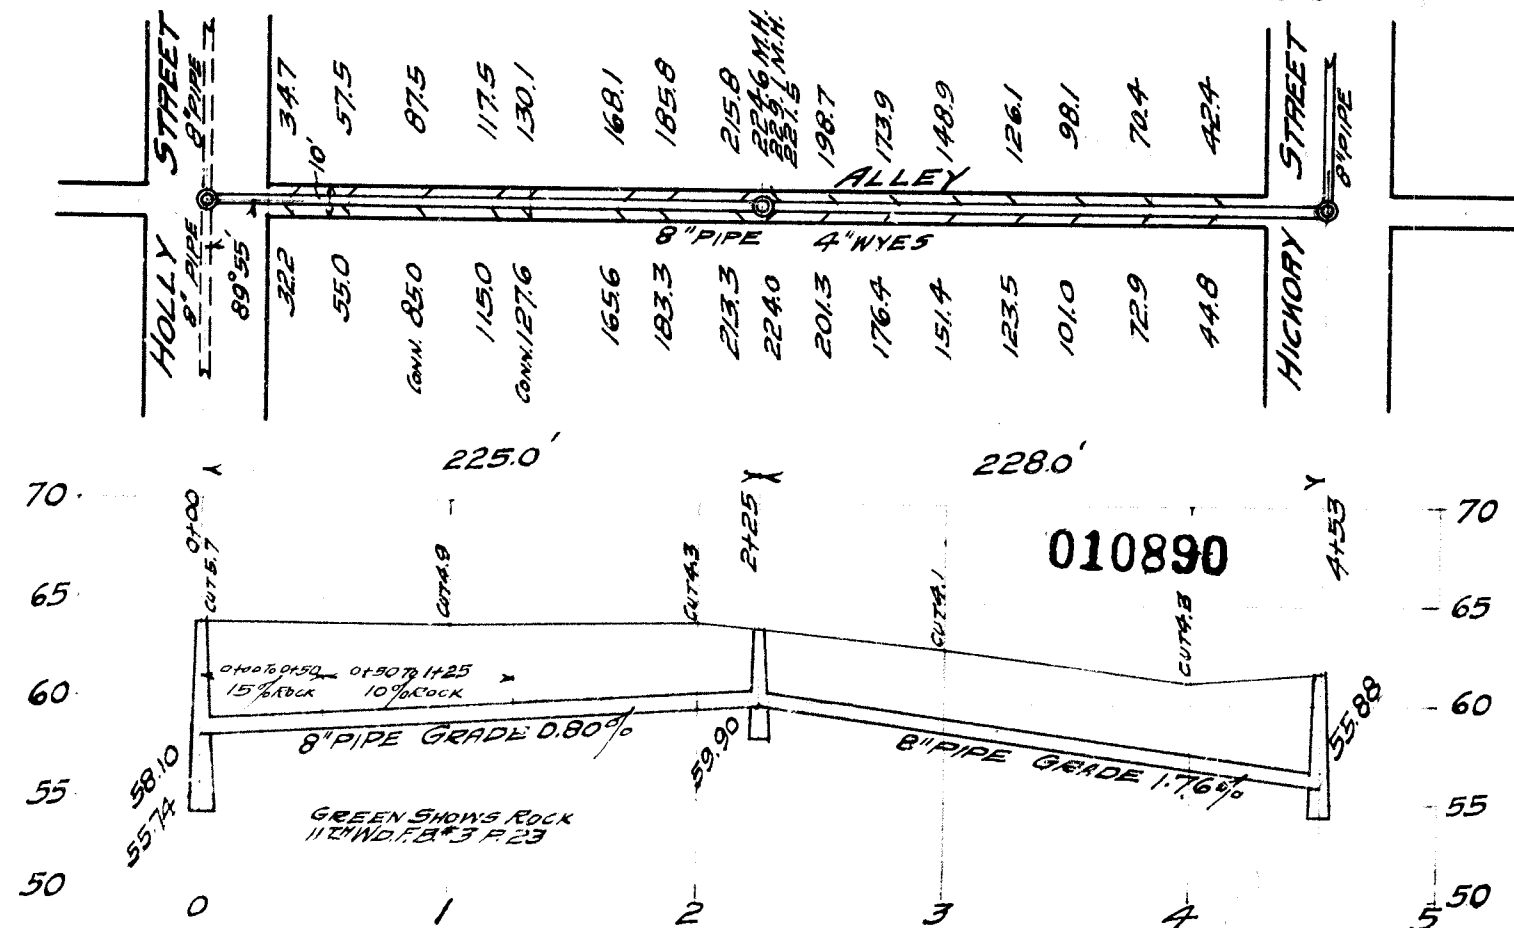 HOLLY STREET
8" PIPE
8" PIPE
89°55'
10'
34.7
57.5
87.5
117.5
130.1
168.1
185.8
215.8
224.6 M.H.
229.1 M.H.
221.5
198.7
173.9
148.9
126.1
98.1
70.4
42.4
HICKORY STREET
8" PIPE
ALLEY
8" PIPE 4" WYES
32.2
55.0
CONN. 85.0
115.0
CONN. 127.6
165.6
183.3
213.3
224.0
201.3
176.4
151.4
123.5
101.0
72.9
44.8
225.0'
228.0'
70
0+00
2+25
4+53
70
010890
65
CUT 5.7
CUT 4.9
CUT 4.3
CUT 4.1
CUT 4.3
65
0+00 TO 0+50
15% ROCK
0+50 TO 1+25
10% ROCK
60
60
8" PIPE GRADE 0.80%
8" PIPE GRADE 1.76%
58.10
55.74
59.90
55.88
55
55
GREEN SHOWS ROCK
11TH WD. F.B. #3 P. 23
50
50
0
1
2
3
4
5